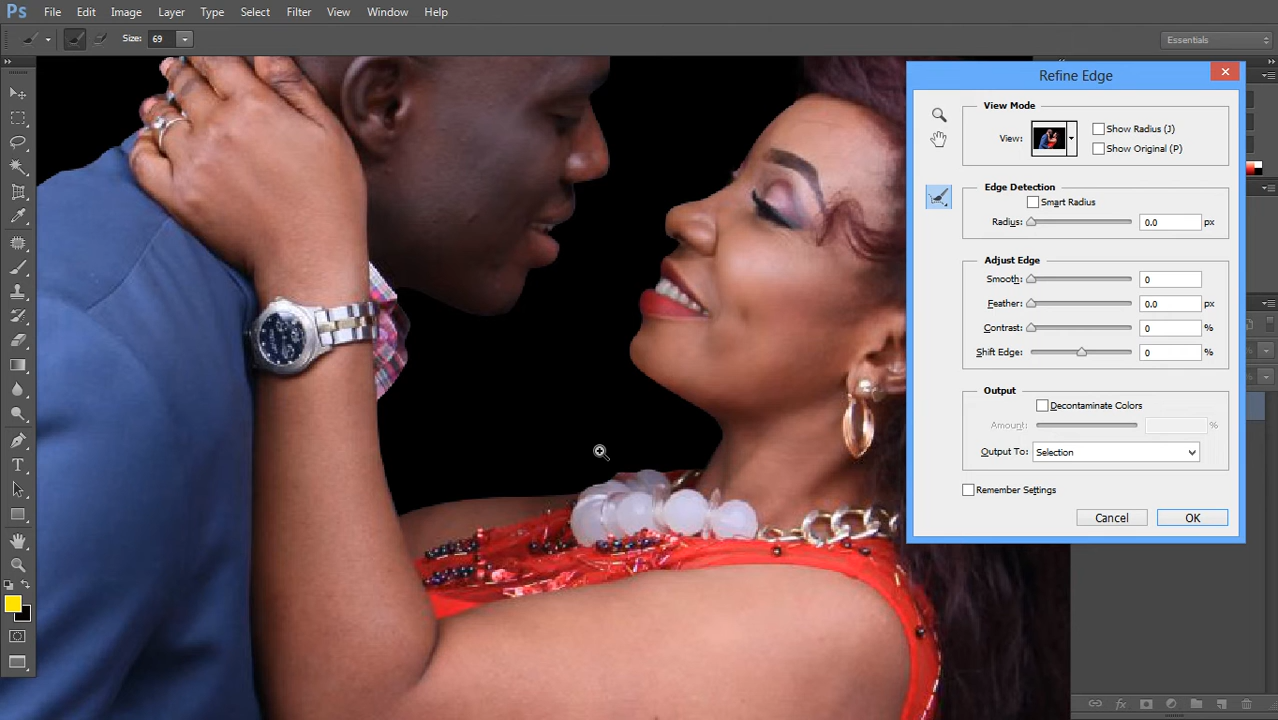 Ps File Edit Image Layer Type Select Filter View Window Help
Size: 69 Essentials
Refine Edge
View Mode
View: Show Radius (J)
Show Original (P)
Edge Detection
Smart Radius
Radius: 0.0 px
Adjust Edge
Smooth: 0
Feather: 0.0 px
Contrast: 0 %
Shift Edge: 0 %
Output
Decontaminate Colors
Amount: %
Output To: Selection
Remember Settings
Cancel OK
fx